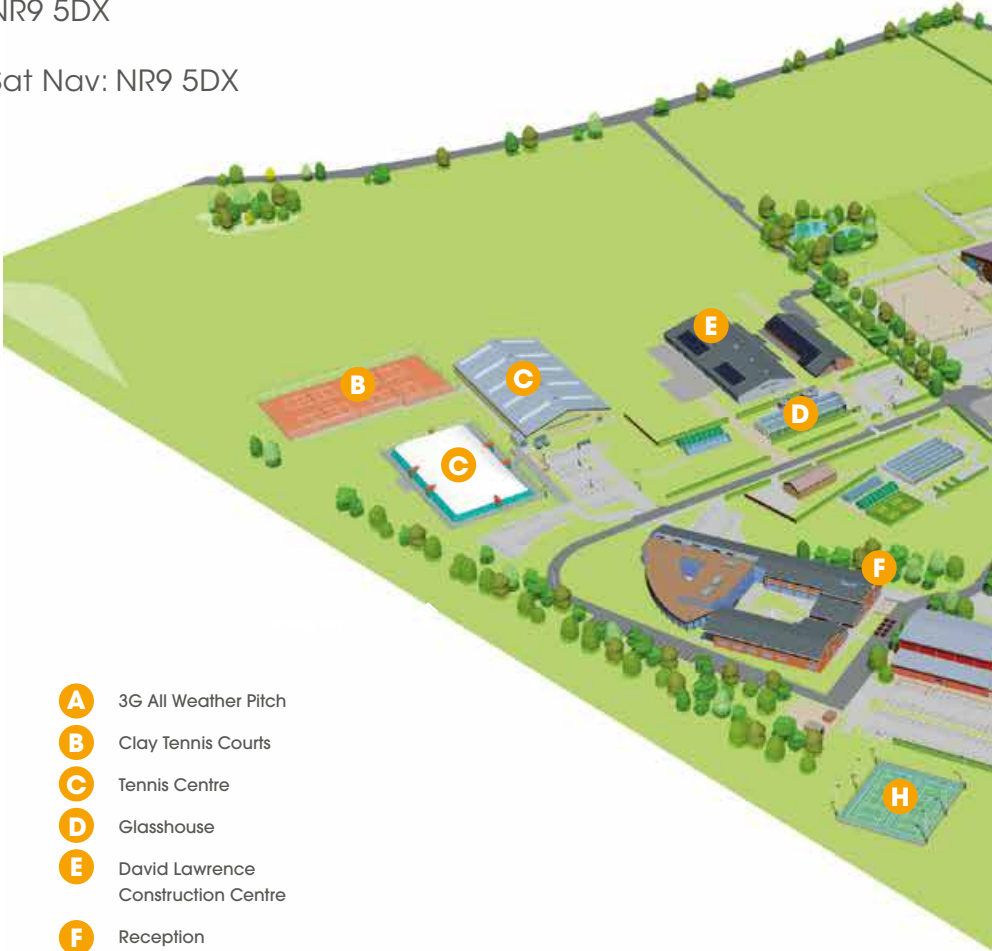 NR9 5DX
Sat Nav: NR9 5DX
E
B
C
D
C
F
H
A 3G All Weather Pitch
B Clay Tennis Courts
C Tennis Centre
D Glasshouse
E David Lawrence
Construction Centre
F Reception